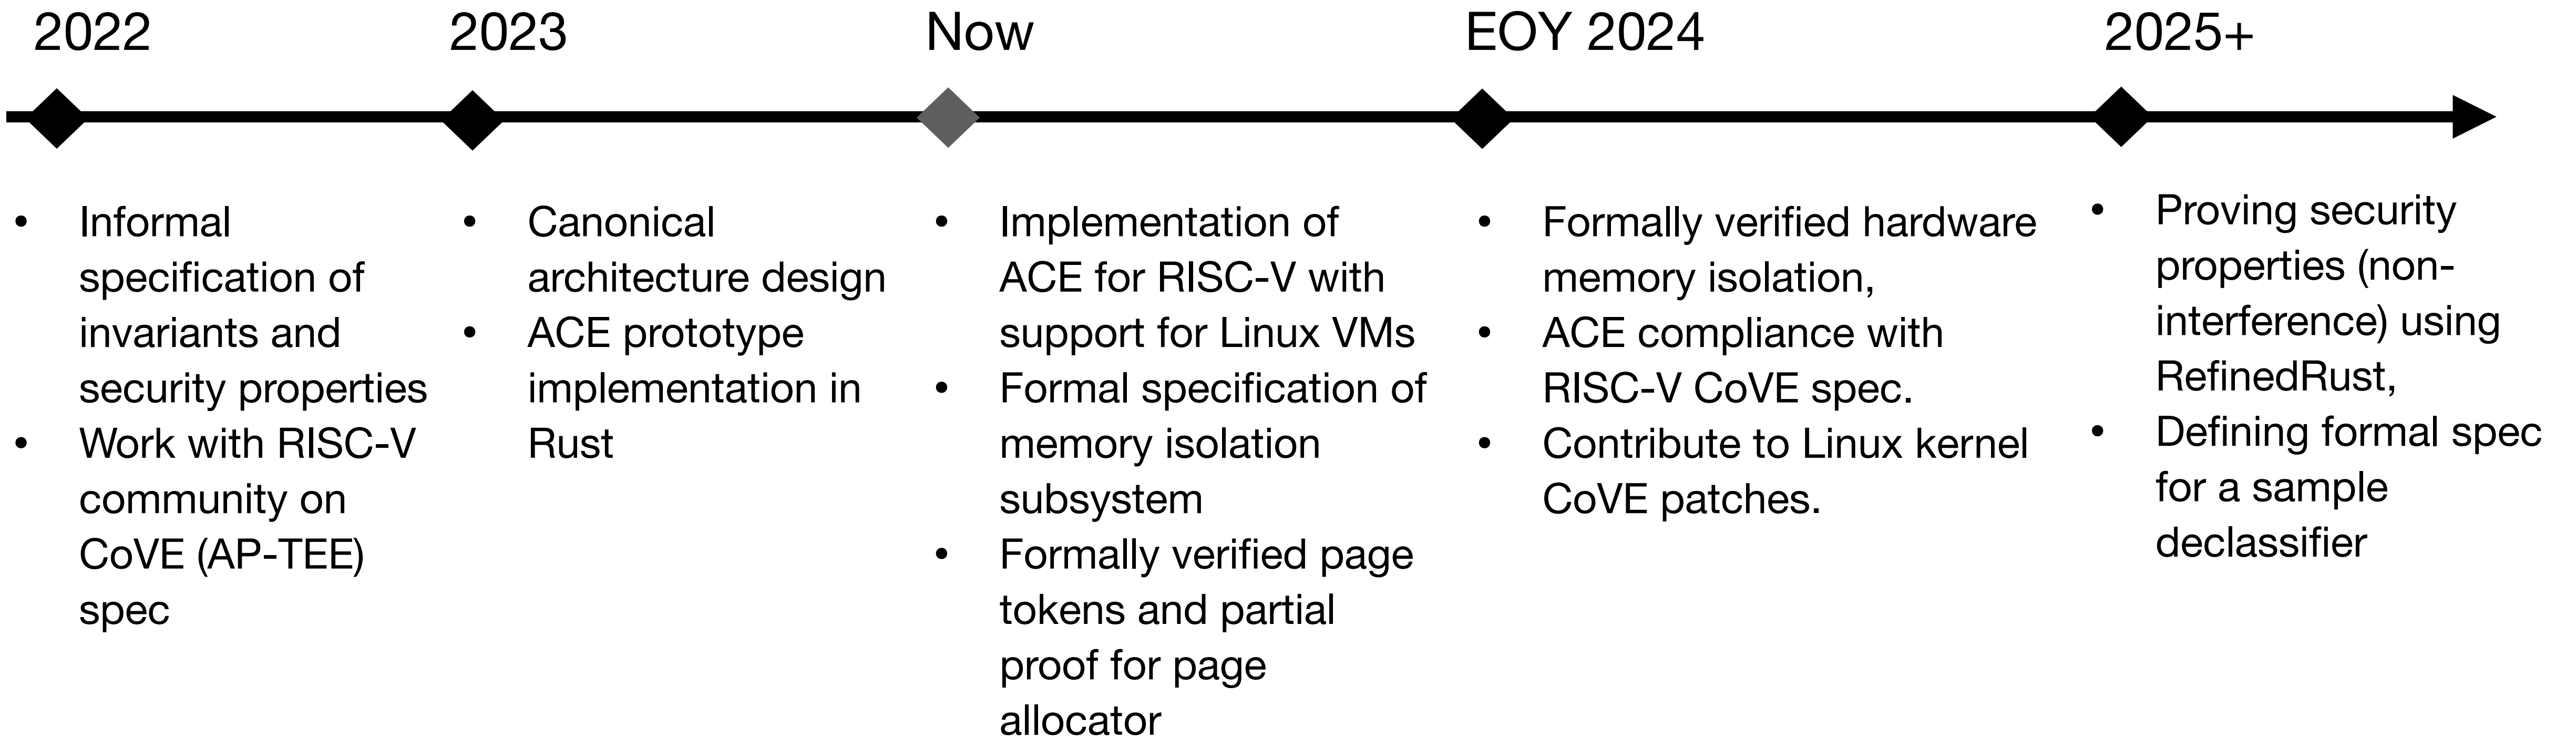 2022
2023
Now
EOY 2024
2025+
• Informal
specification of
invariants and
security properties
• Work with RISC-V
community on
CoVE (AP-TEE)
spec
• Canonical
architecture design
• ACE prototype
implementation in
Rust
• Implementation of
ACE for RISC-V with
support for Linux VMs
• Formal specification of
memory isolation
subsystem
• Formally verified page
tokens and partial
proof for page
allocator
• Formally verified hardware
memory isolation,
• ACE compliance with
RISC-V CoVE spec.
• Contribute to Linux kernel
CoVE patches.
• Proving security
properties (non-
interference) using
RefinedRust,
• Defining formal spec
for a sample
declassifier